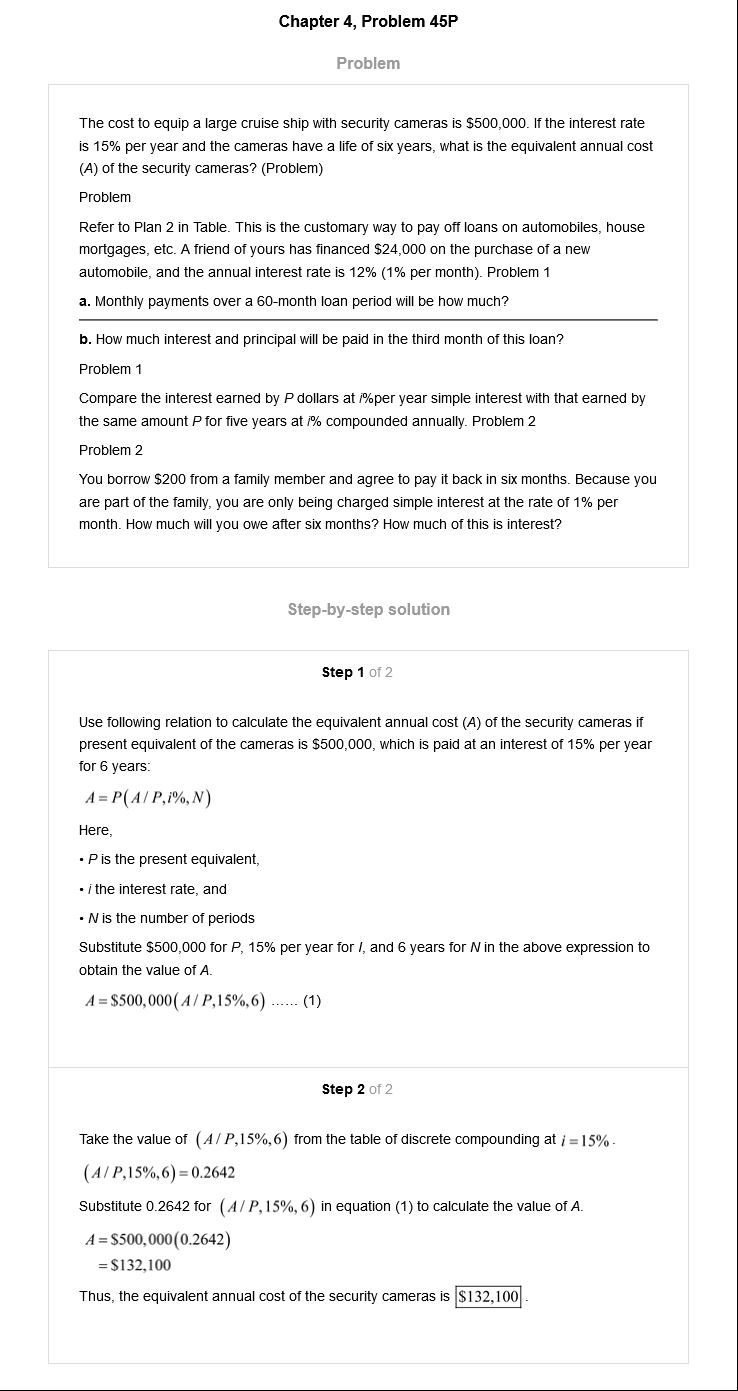 Chapter 4, Problem 45P
Problem
The cost to equip a large cruise ship with security cameras is $500,000. If the interest rate
is 15% per year and the cameras have a life of six years, what is the equivalent annual cost
(A) of the security cameras? (Problem)
Problem
Refer to Plan 2 in Table. This is the customary way to pay off loans on automobiles, house
mortgages, etc. A friend of yours has financed $24,000 on the purchase of a new
automobile, and the annual interest rate is 12% (1% per month). Problem 1
a. Monthly payments over a 60-month loan period will be how much?
b. How much interest and principal will be paid in the third month of this loan?
Problem 1
Compare the interest earned by P dollars at i%per year simple interest with that earned by
the same amount P for five years at i% compounded annually. Problem 2
Problem 2
You borrow $200 from a family member and agree to pay it back in six months. Because you
are part of the family, you are only being charged simple interest at the rate of 1% per
month. How much will you owe after six months? How much of this is interest?
Step-by-step solution
Step 1 of 2
Use following relation to calculate the equivalent annual cost (A) of the security cameras if
present equivalent of the cameras is $500,000, which is paid at an interest of 15% per year
for 6 years:
A = P(A/P,i%,N)
Here,
• P is the present equivalent,
• i the interest rate, and
• N is the number of periods
Substitute $500,000 for P, 15% per year for I, and 6 years for N in the above expression to
obtain the value of A.
A = $500,000(A/P,15%,6) ...... (1)
Step 2 of 2
Take the value of (A/P,15%,6) from the table of discrete compounding at i = 15%.
(A/P,15%,6) = 0.2642
Substitute 0.2642 for (A/P,15%,6) in equation (1) to calculate the value of A.
A = $500,000(0.2642)
= $132,100
Thus, the equivalent annual cost of the security cameras is $132,100.